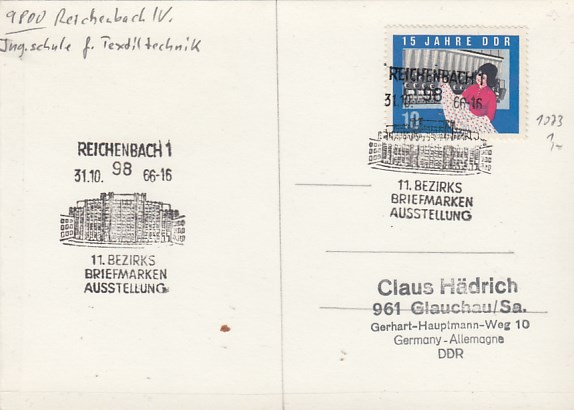 9800 Reichenbach IV.
Ing.schule f. Textiltechnik
15 JAHRE DDR
10
REICHENBACH 1
31.10. 98 66-16
11. BEZIRKS
BRIEFMARKEN
AUSSTELLUNG
1073
1,-
REICHENBACH 1
31.10. 98 66-16
11. BEZIRKS
BRIEFMARKEN
AUSSTELLUNG
Claus Hädrich
961 Glauchau/Sa.
Gerhart-Hauptmann-Weg 10
Germany-Allemagne
DDR